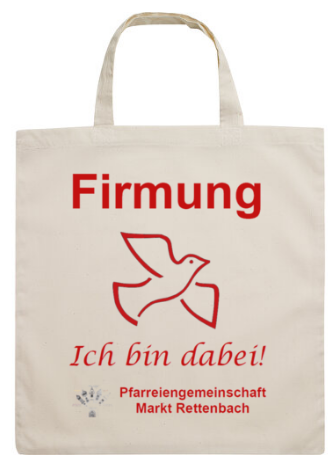 Firmung
Ich bin dabei!
Pfarreiengemeinschaft
Markt Rettenbach